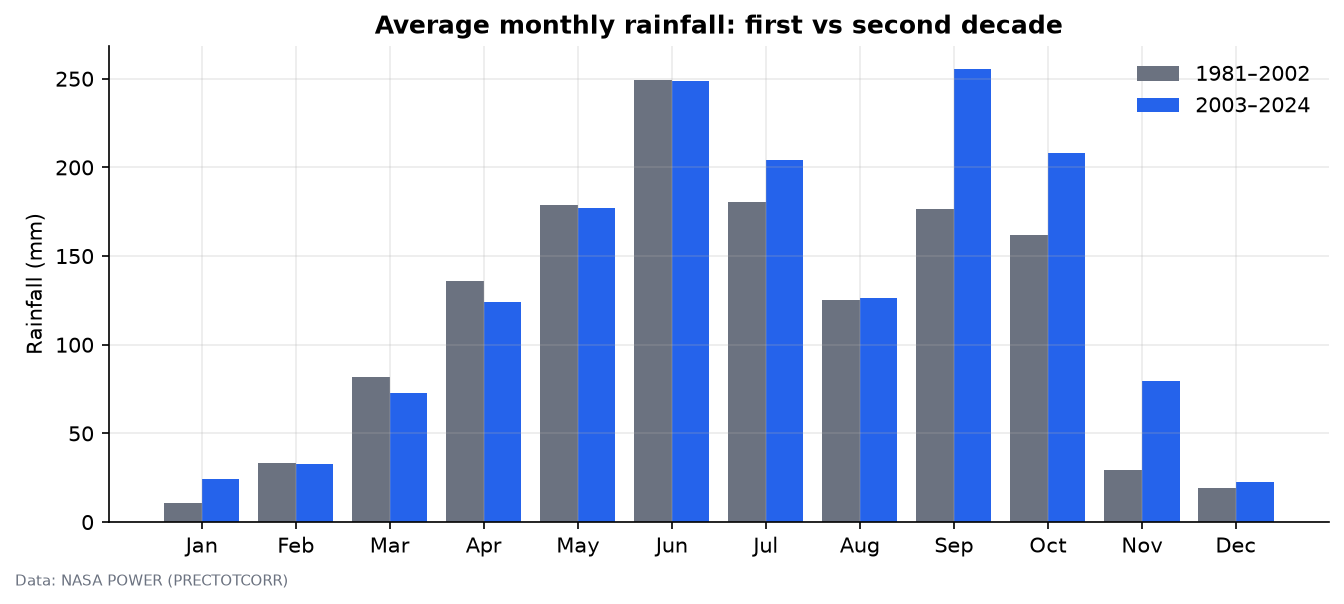 Average monthly rainfall: first vs second decade
1981–2002
2003–2024
Rainfall (mm)
250
200
150
100
50
0
Jan Feb Mar Apr May Jun Jul Aug Sep Oct Nov Dec
Data: NASA POWER (PRECTOTCORR)